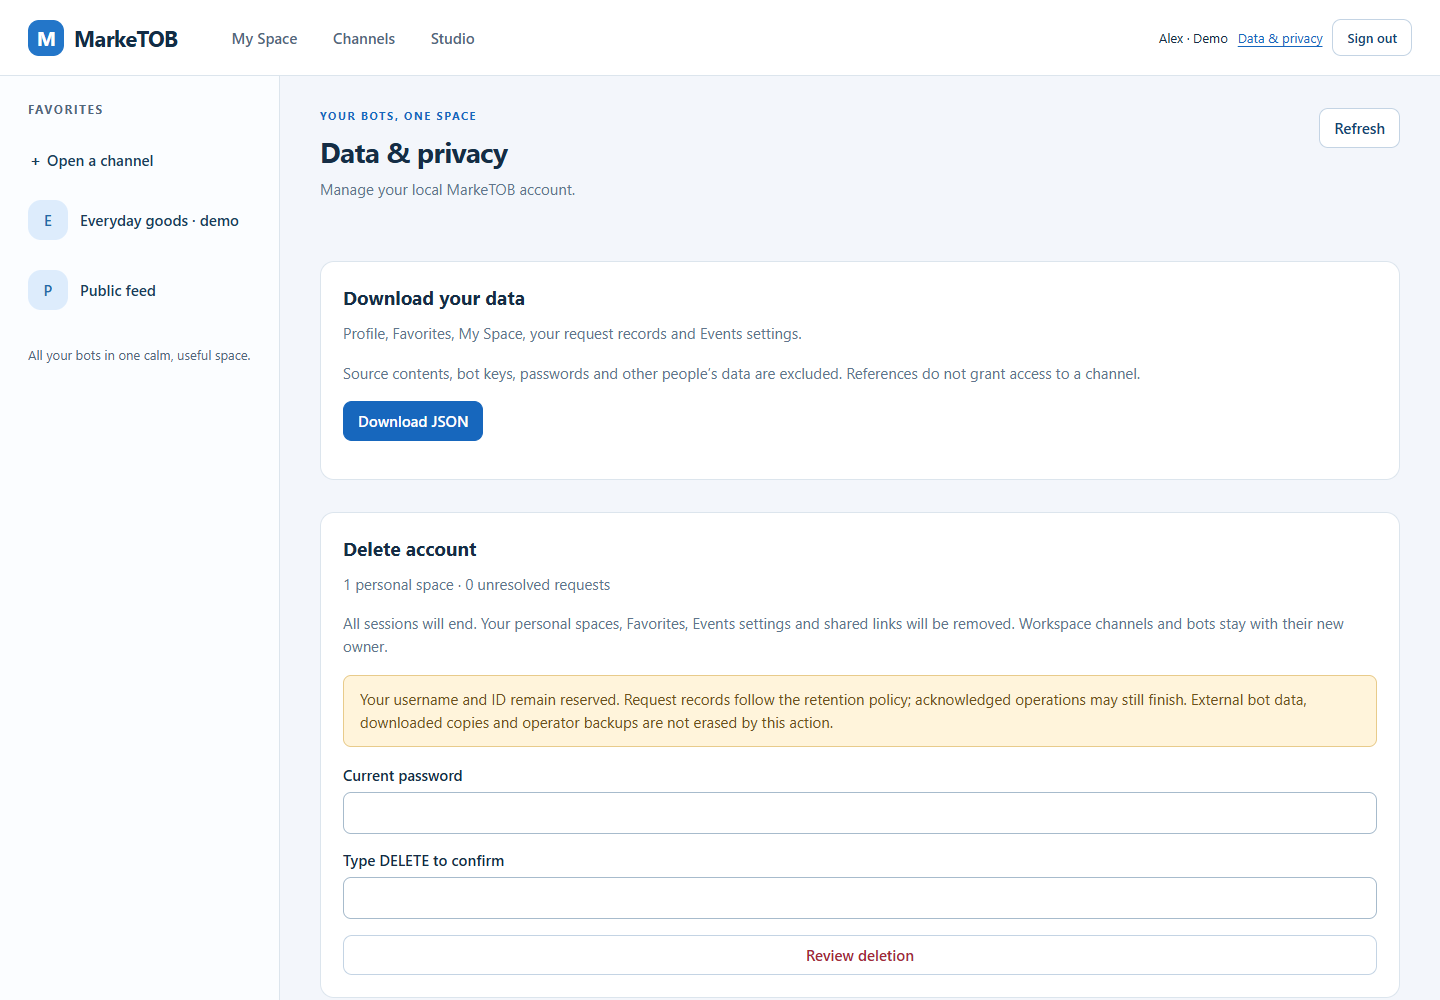 M MarkeTOB
My Space
Channels
Studio
Alex · Demo
Data & privacy
Sign out
FAVORITES
+ Open a channel
E
Everyday goods · demo
P
Public feed
All your bots in one calm, useful space.
YOUR BOTS, ONE SPACE
Data & privacy
Manage your local MarkeTOB account.
Refresh
Download your data
Profile, Favorites, My Space, your request records and Events settings.
Source contents, bot keys, passwords and other people’s data are excluded. References do not grant access to a channel.
Download JSON
Delete account
1 personal space · 0 unresolved requests
All sessions will end. Your personal spaces, Favorites, Events settings and shared links will be removed. Workspace channels and bots stay with their new
owner.
Your username and ID remain reserved. Request records follow the retention policy; acknowledged operations may still finish. External bot data,
downloaded copies and operator backups are not erased by this action.
Current password
Type DELETE to confirm
Review deletion